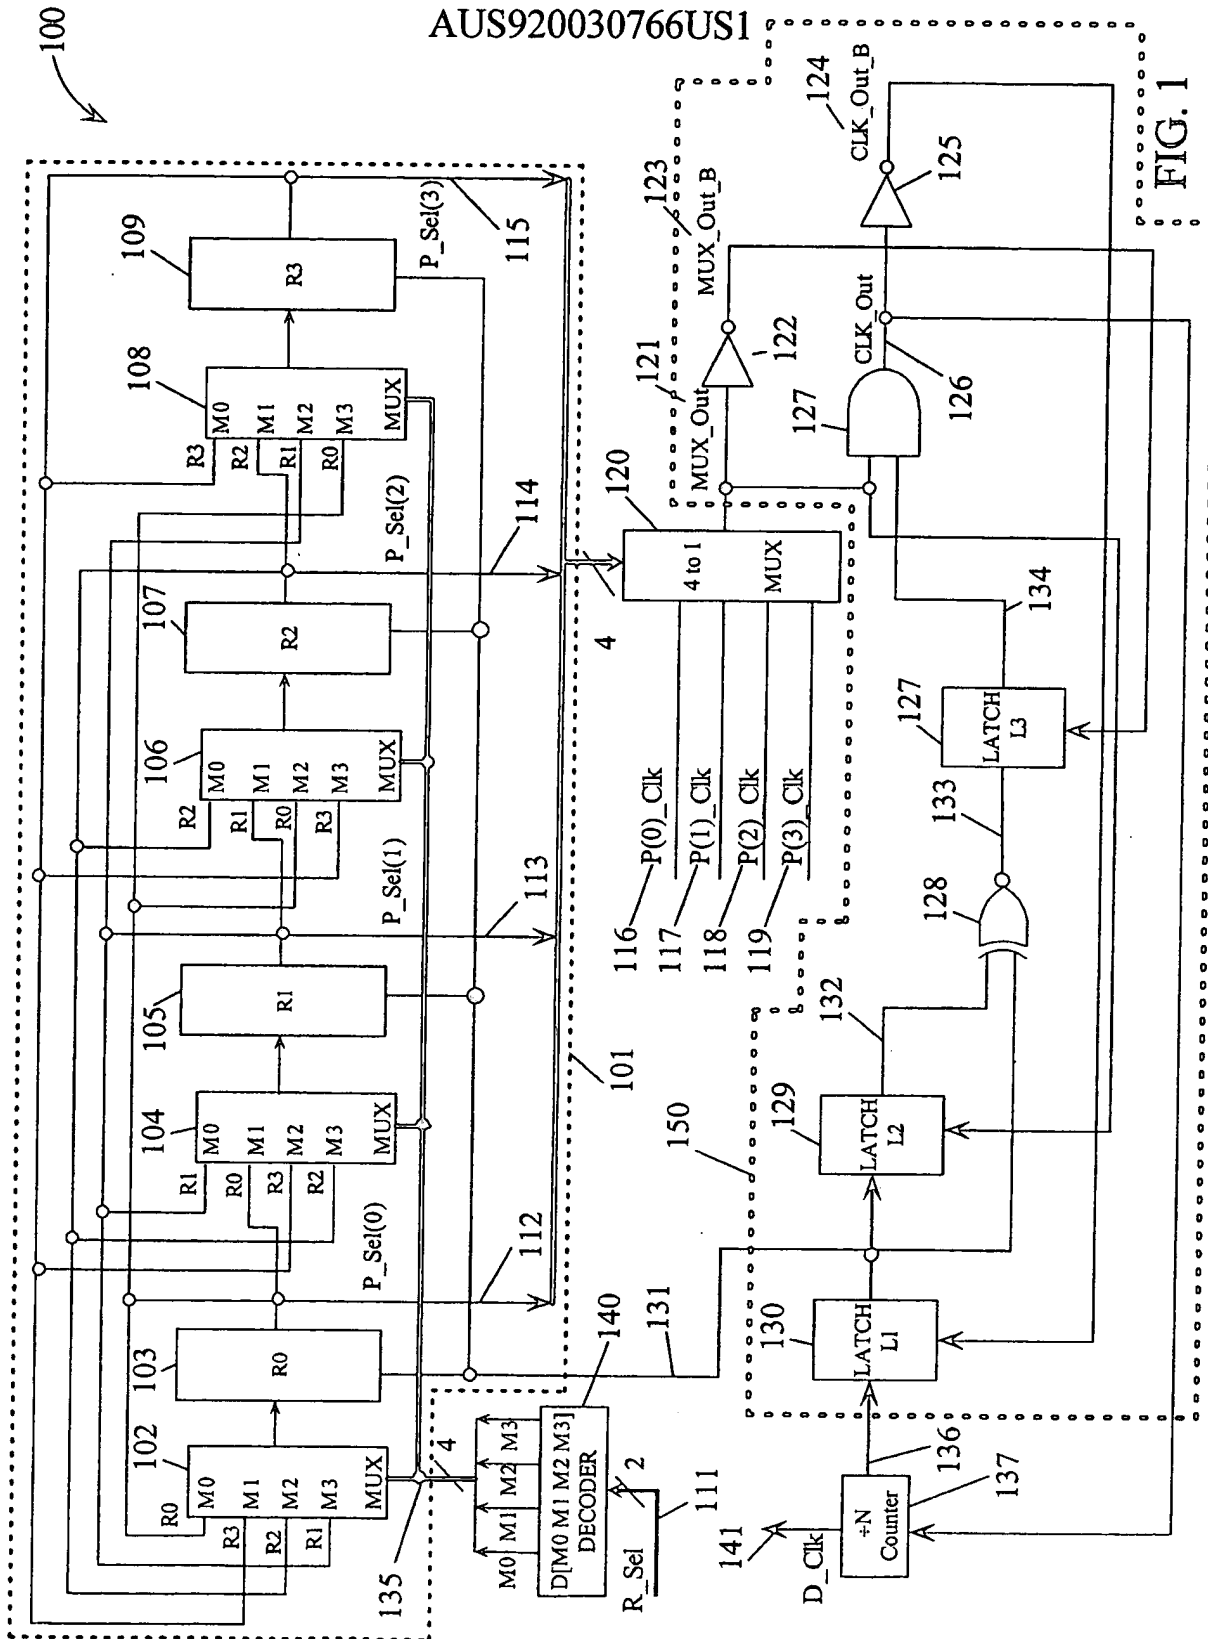 AUS920030766US1
100
102
R0
R3
R2
R1
M0
M1
M2
M3
MUX
103
R0
P_Sel(0)
112
104
R1
R0
R3
R2
M0
M1
M2
M3
MUX
105
R1
P_Sel(1)
113
106
R2
R1
R0
R3
M0
M1
M2
M3
MUX
107
R2
P_Sel(2)
114
108
R3
R2
R1
R0
M0
M1
M2
M3
MUX
109
R3
P_Sel(3)
115
101
135
4
M0 M1 M2 M3
D[M0 M1 M2 M3]
DECODER
140
2
R_Sel
111
131
116
P(0)_Clk
117
P(1)_Clk
118
P(2)_Clk
119
P(3)_Clk
4
4
120
4 to 1
MUX
121
MUX_Out
122
123
MUX_Out_B
127
CLK_Out
126
125
124
CLK_Out_B
150
141
D_Clk
÷N
Counter
137
136
130
LATCH
L1
129
LATCH
L2
132
128
133
127
LATCH
L3
134
FIG. 1